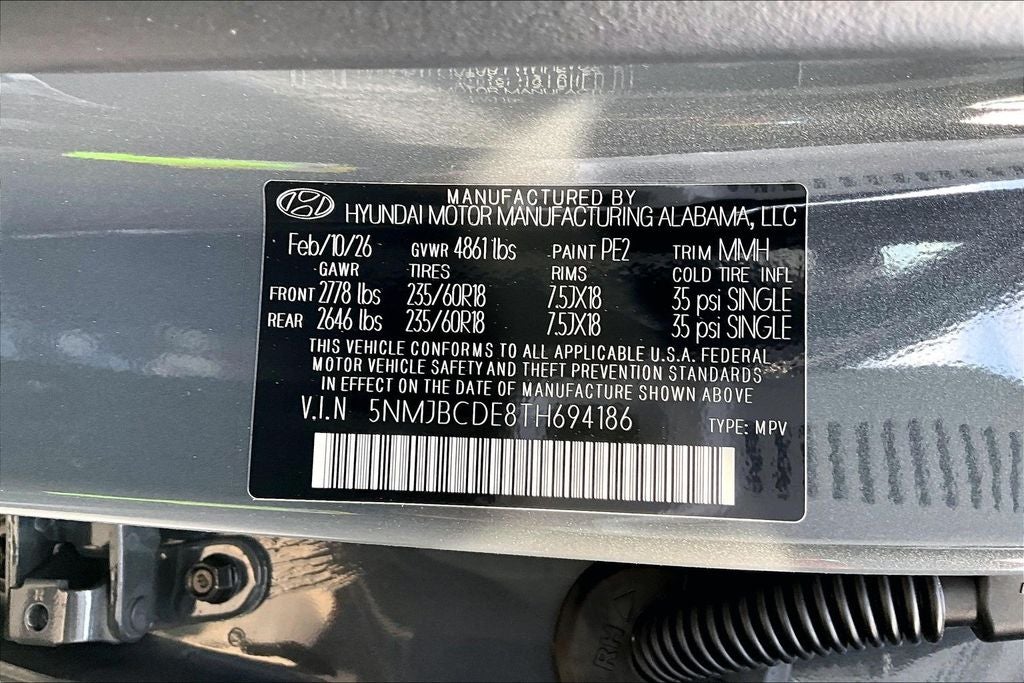 MANUFACTURED BY
HYUNDAI MOTOR MANUFACTURING ALABAMA, LLC
Feb/10/26 GVWR 4861 lbs PAINT PE2 TRIM MMH
GAWR TIRES RIMS COLD TIRE INFL
FRONT 2778 lbs 235/60R18 7.5JX18 35 psi SINGLE
REAR 2646 lbs 235/60R18 7.5JX18 35 psi SINGLE
THIS VEHICLE CONFORMS TO ALL APPLICABLE U.S.A. FEDERAL
MOTOR VEHICLE SAFETY AND THEFT PREVENTION STANDARDS
IN EFFECT ON THE DATE OF MANUFACTURE SHOWN ABOVE
V.I.N 5NMJBCDE8TH694186 TYPE: MPV
RH